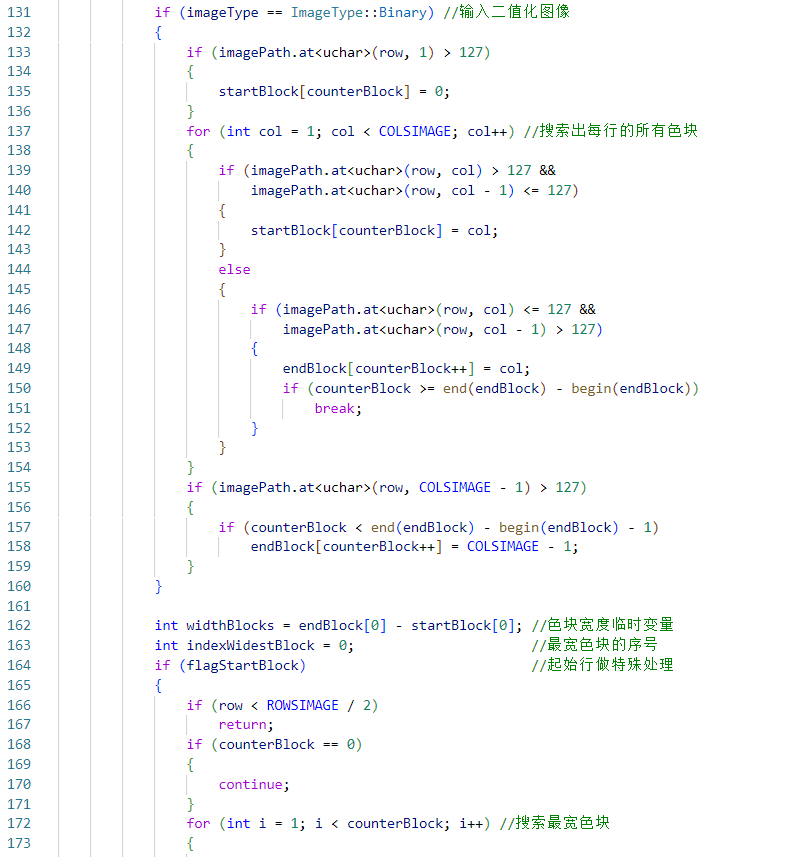 131 if (imageType == ImageType::Binary) //输入二值化图像
132 {
133 if (imagePath.at<uchar>(row, 1) > 127)
134 {
135 startBlock[counterBlock] = 0;
136 }
137 for (int col = 1; col < COLSIMAGE; col++) //搜索出每行的所有色块
138 {
139 if (imagePath.at<uchar>(row, col) > 127 &&
140 imagePath.at<uchar>(row, col - 1) <= 127)
141 {
142 startBlock[counterBlock] = col;
143 }
144 else
145 {
146 if (imagePath.at<uchar>(row, col) <= 127 &&
147 imagePath.at<uchar>(row, col - 1) > 127)
148 {
149 endBlock[counterBlock++] = col;
150 if (counterBlock >= end(endBlock) - begin(endBlock))
151 break;
152 }
153 }
154 }
155 if (imagePath.at<uchar>(row, COLSIMAGE - 1) > 127)
156 {
157 if (counterBlock < end(endBlock) - begin(endBlock) - 1)
158 endBlock[counterBlock++] = COLSIMAGE - 1;
159 }
160 }
161
162 int widthBlocks = endBlock[0] - startBlock[0]; //色块宽度临时变量
163 int indexWidestBlock = 0; //最宽色块的序号
164 if (flagStartBlock) //起始行做特殊处理
165 {
166 if (row < ROWSIMAGE / 2)
167 return;
168 if (counterBlock == 0)
169 {
170 continue;
171 }
172 for (int i = 1; i < counterBlock; i++) //搜索最宽色块
173 {